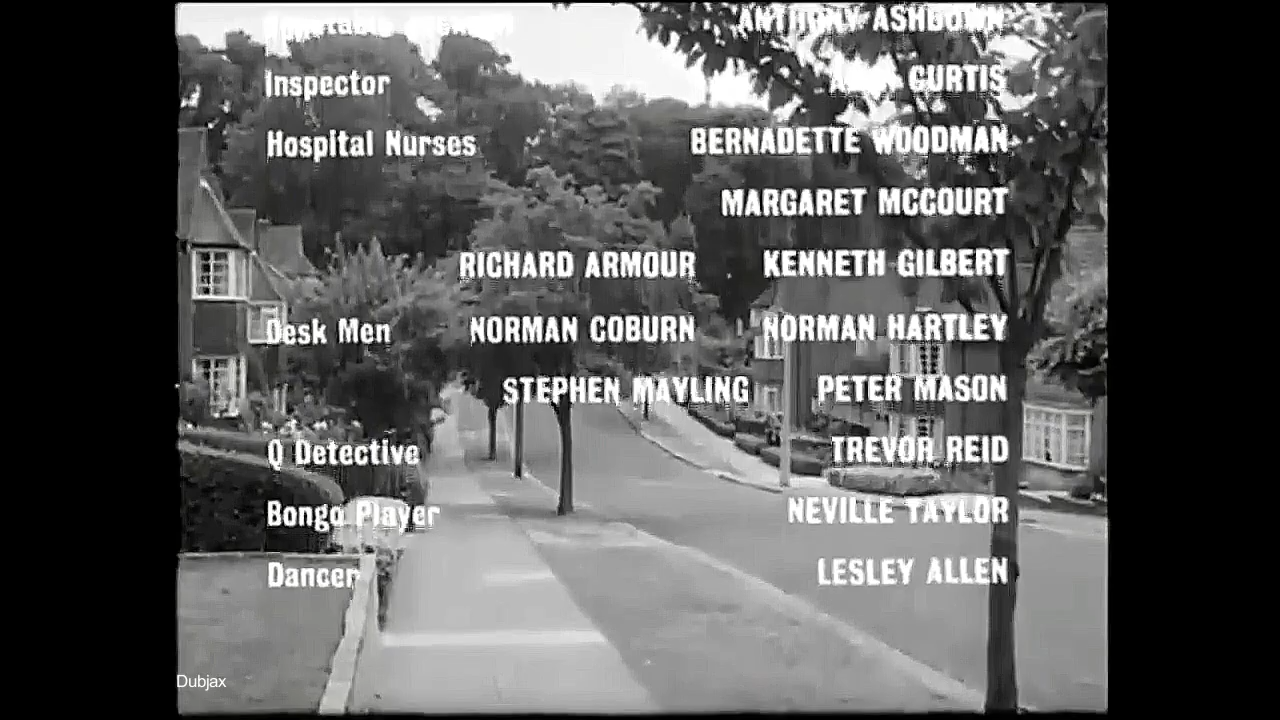 ANTHONY ASHDOWN
Inspector CURTIS
Hospital Nurses BERNADETTE WOODMAN
MARGARET MCCOURT
RICHARD ARMOUR KENNETH GILBERT
Desk Men NORMAN COBURN NORMAN HARTLEY
STEPHEN MAYLING PETER MASON
Q Detective TREVOR REID
Bongo Player NEVILLE TAYLOR
Dancer LESLEY ALLEN
Dubjax